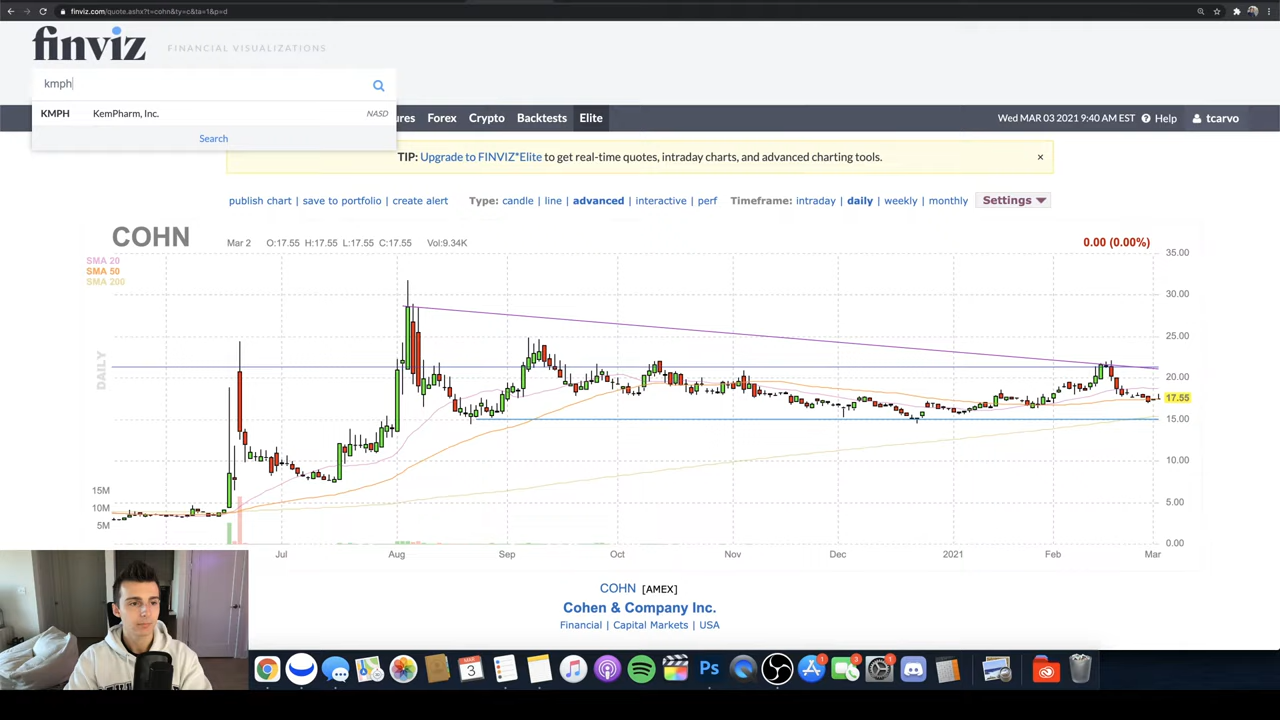 finviz.com/quote.ashx?t=cohn&ty=c&ta=1&p=d
finviz FINANCIAL VISUALIZATIONS
kmph
KMPH KemPharm, Inc. NASD
Search
ures Forex Crypto Backtests Elite Wed MAR 03 2021 9:40 AM EST Help tcarvo
TIP: Upgrade to FINVIZ*Elite to get real-time quotes, intraday charts, and advanced charting tools. ×
publish chart | save to portfolio | create alert Type: candle | line | advanced | interactive | perf Timeframe: intraday | daily | weekly | monthly Settings
COHN Mar 2 O:17.55 H:17.55 L:17.55 C:17.55 Vol:9.34K 0.00 (0.00%)
SMA 20
SMA 50
SMA 200
DAILY
35.00
30.00
25.00
20.00
17.55
15.00
10.00
5.00
0.00
15M
10M
5M
Jul Aug Sep Oct Nov Dec 2021 Feb Mar
COHN [AMEX]
Cohen & Company Inc.
Financial | Capital Markets | USA
MAR
3
Ps
1
3
1